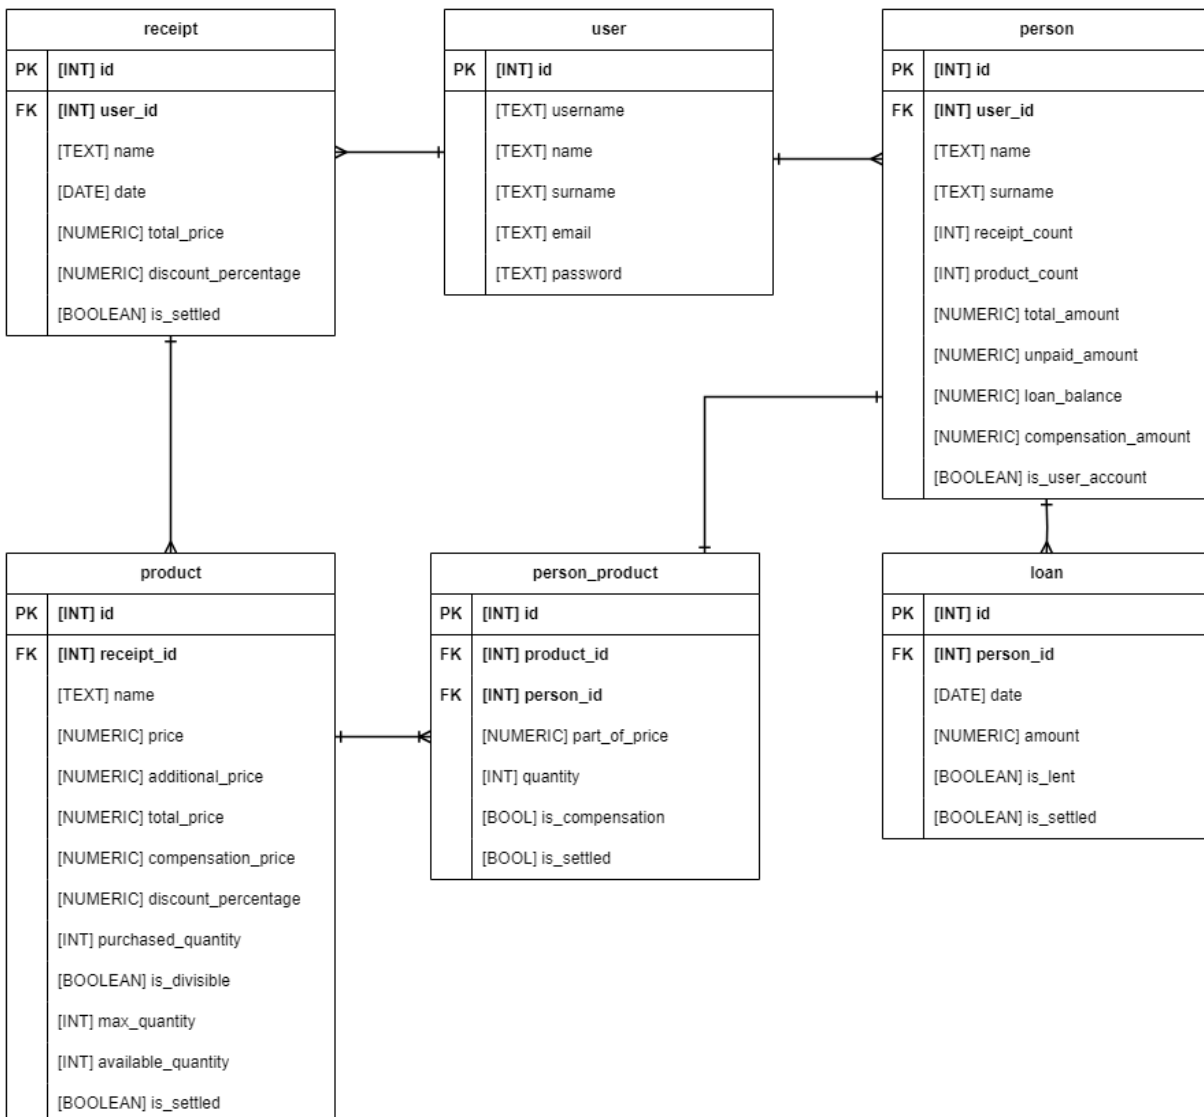 receipt
PK [INT] id
FK [INT] user_id
[TEXT] name
[DATE] date
[NUMERIC] total_price
[NUMERIC] discount_percentage
[BOOLEAN] is_settled
user
PK [INT] id
[TEXT] username
[TEXT] name
[TEXT] surname
[TEXT] email
[TEXT] password
person
PK [INT] id
FK [INT] user_id
[TEXT] name
[TEXT] surname
[INT] receipt_count
[INT] product_count
[NUMERIC] total_amount
[NUMERIC] unpaid_amount
[NUMERIC] loan_balance
[NUMERIC] compensation_amount
[BOOLEAN] is_user_account
product
PK [INT] id
FK [INT] receipt_id
[TEXT] name
[NUMERIC] price
[NUMERIC] additional_price
[NUMERIC] total_price
[NUMERIC] compensation_price
[NUMERIC] discount_percentage
[INT] purchased_quantity
[BOOLEAN] is_divisible
[INT] max_quantity
[INT] available_quantity
[BOOLEAN] is_settled
person_product
PK [INT] id
FK [INT] product_id
FK [INT] person_id
[NUMERIC] part_of_price
[INT] quantity
[BOOL] is_compensation
[BOOL] is_settled
loan
PK [INT] id
FK [INT] person_id
[DATE] date
[NUMERIC] amount
[BOOLEAN] is_lent
[BOOLEAN] is_settled